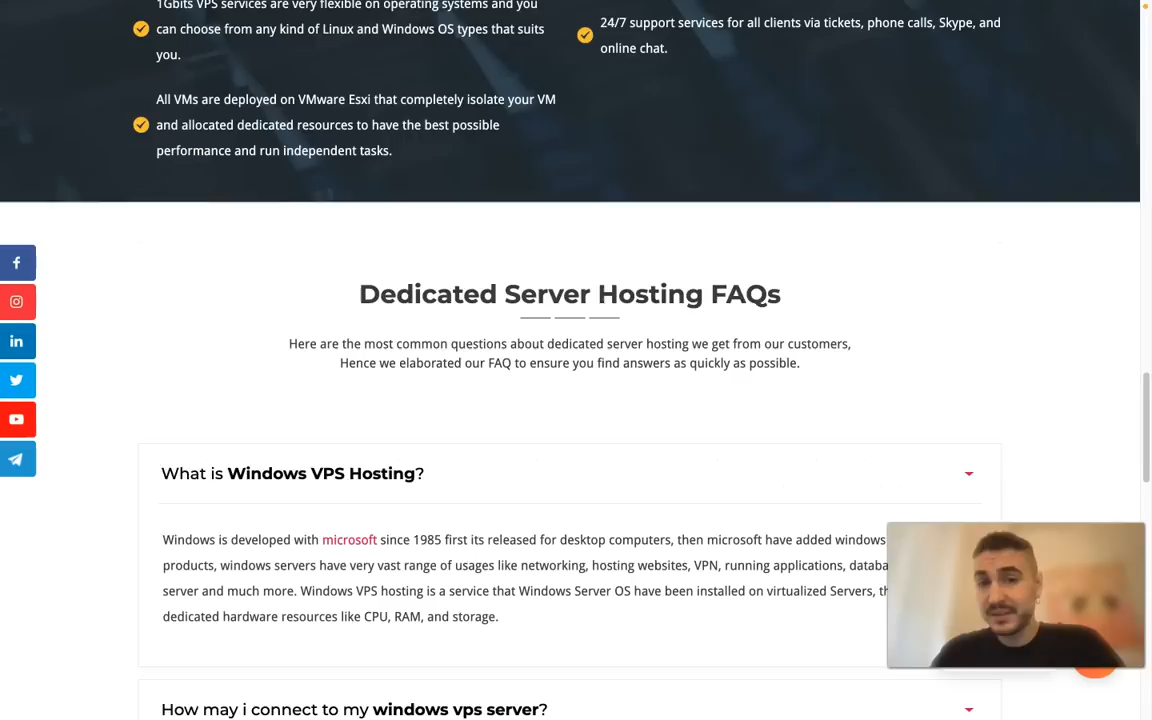 1Gbits VPS services are very flexible on operating systems and you
can choose from any kind of Linux and Windows OS types that suits
you.
All VMs are deployed on VMware Esxi that completely isolate your VM
and allocated dedicated resources to have the best possible
performance and run independent tasks.
24/7 support services for all clients via tickets, phone calls, Skype, and
online chat.
Dedicated Server Hosting FAQs
Here are the most common questions about dedicated server hosting we get from our customers,
Hence we elaborated our FAQ to ensure you find answers as quickly as possible.
What is Windows VPS Hosting?
Windows is developed with microsoft since 1985 first its released for desktop computers, then microsoft have added windows
products, windows servers have very vast range of usages like networking, hosting websites, VPN, running applications,
server and much more. Windows VPS hosting is a service that Windows Server OS have been installed on virtualized Servers,
dedicated hardware resources like CPU, RAM, and storage.
How may i connect to my windows vps server?